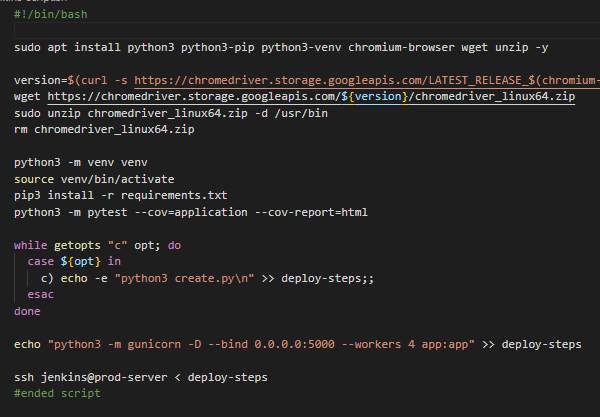 #!/bin/bash
sudo apt install python3 python3-pip python3-venv chromium-browser wget unzip -y
version=$(curl -s https://chromedriver.storage.googleapis.com/LATEST_RELEASE_$(chromium-
wget https://chromedriver.storage.googleapis.com/${version}/chromedriver_linux64.zip
sudo unzip chromedriver_linux64.zip -d /usr/bin
rm chromedriver_linux64.zip
python3 -m venv venv
source venv/bin/activate
pip3 install -r requirements.txt
python3 -m pytest --cov=application --cov-report=html
while getopts "c" opt; do
case ${opt} in
c) echo -e "python3 create.py\n" >> deploy-steps;;
esac
done
echo "python3 -m gunicorn -D --bind 0.0.0.0:5000 --workers 4 app:app" >> deploy-steps
ssh jenkins@prod-server < deploy-steps
#ended script